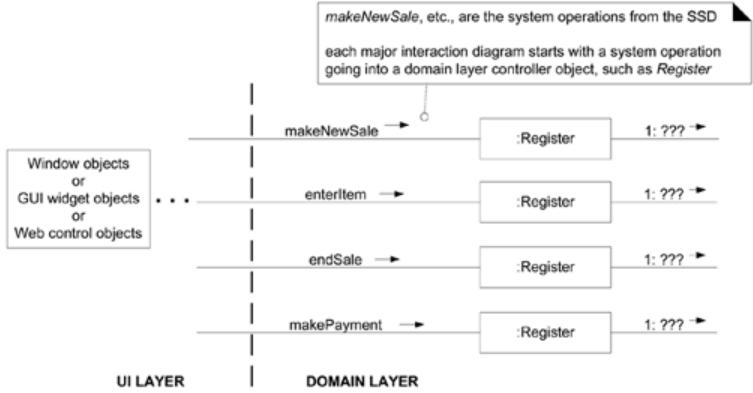 makeNewSale, etc., are the system operations from the SSD
each major interaction diagram starts with a system operation
going into a domain layer controller object, such as Register
makeNewSale
:Register
1: ???
Window objects
or
GUI widget objects
or
Web control objects
. . .
enterItem
:Register
1: ???
endSale
:Register
1: ???
makePayment
:Register
1: ???
UI LAYER
DOMAIN LAYER